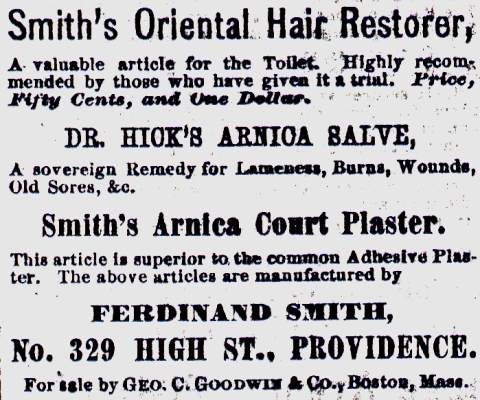 Smith's Oriental Hair Restorer,
A valuable article for the Toilet. Highly recom-
mended by those who have given it a trial. Price,
Fifty Cents, and One Dollar.
DR. HICK'S ARNICA SALVE,
A sovereign Remedy for Lameness, Burns, Wounds,
Old Sores, &c.
Smith's Arnica Court Plaster.
This article is superior to the common Adhesive Plas-
ter. The above articles are manufactured by
FERDINAND SMITH,
No. 329 HIGH ST., PROVIDENCE.
For sale by GEO. C. GOODWIN & Co., Boston, Mass.